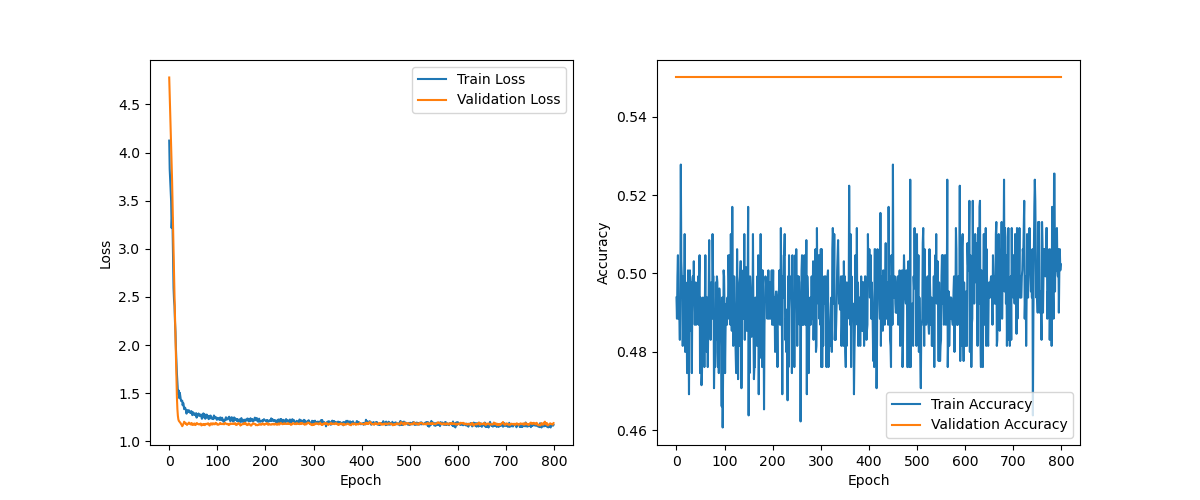 Train Loss
Validation Loss
4.5
4.0
3.5
3.0
2.5
2.0
1.5
1.0
Loss
0 100 200 300 400 500 600 700 800
Epoch
0.54
0.52
0.50
0.48
0.46
Accuracy
Train Accuracy
Validation Accuracy
0 100 200 300 400 500 600 700 800
Epoch